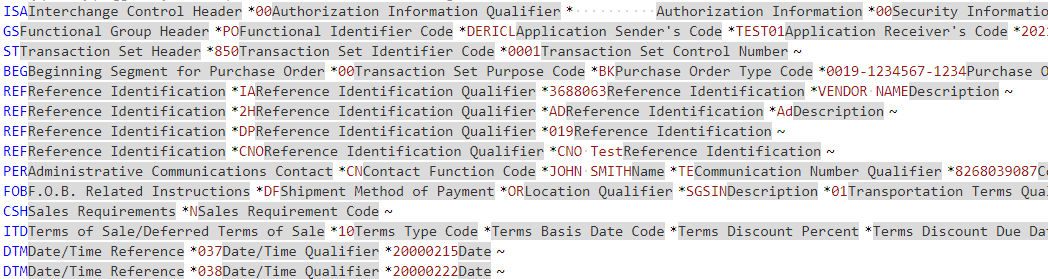 ISAInterchange Control Header *00Authorization Information Qualifier *·········· Authorization Information *00Security Informatio
GSFunctional Group Header *POFunctional Identifier Code *DERICLApplication Sender's Code *TEST01Application Receiver's Code *202
STTransaction Set Header *850Transaction Set Identifier Code *0001Transaction Set Control Number ~
BEGBeginning Segment for Purchase Order *00Transaction Set Purpose Code *BKPurchase Order Type Code *0019-1234567-1234Purchase O
REFReference Identification *IAReference Identification Qualifier *3688063Reference Identification *VENDOR·NAMEDescription ~
REFReference Identification *2HReference Identification Qualifier *ADReference Identification *AdDescription ~
REFReference Identification *DPReference Identification Qualifier *019Reference Identification ~
REFReference Identification *CNOReference Identification Qualifier *CNO·TestReference Identification ~
PERAdministrative Communications Contact *CNContact Function Code *JOHN·SMITHName *TECommunication Number Qualifier *8268039087Co
FOBF.O.B. Related Instructions *DFShipment Method of Payment *ORLocation Qualifier *SGSINDescription *01Transportation Terms Qual
CSHSales Requirements *NSales Requirement Code ~
ITDTerms of Sale/Deferred Terms of Sale *10Terms Type Code *Terms Basis Date Code *Terms Discount Percent *Terms Discount Due Da
DTMDate/Time Reference *037Date/Time Qualifier *20000215Date ~
DTMDate/Time Reference *038Date/Time Qualifier *20000222Date ~